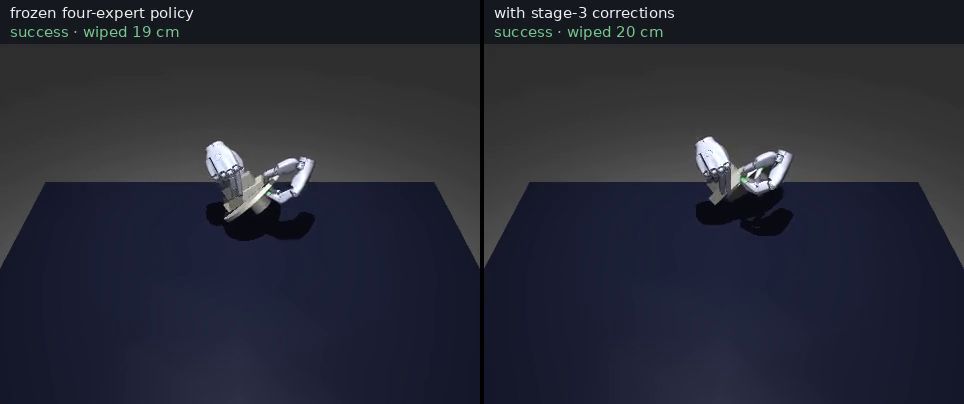 frozen four-expert policy
success · wiped 19 cm
with stage-3 corrections
success · wiped 20 cm